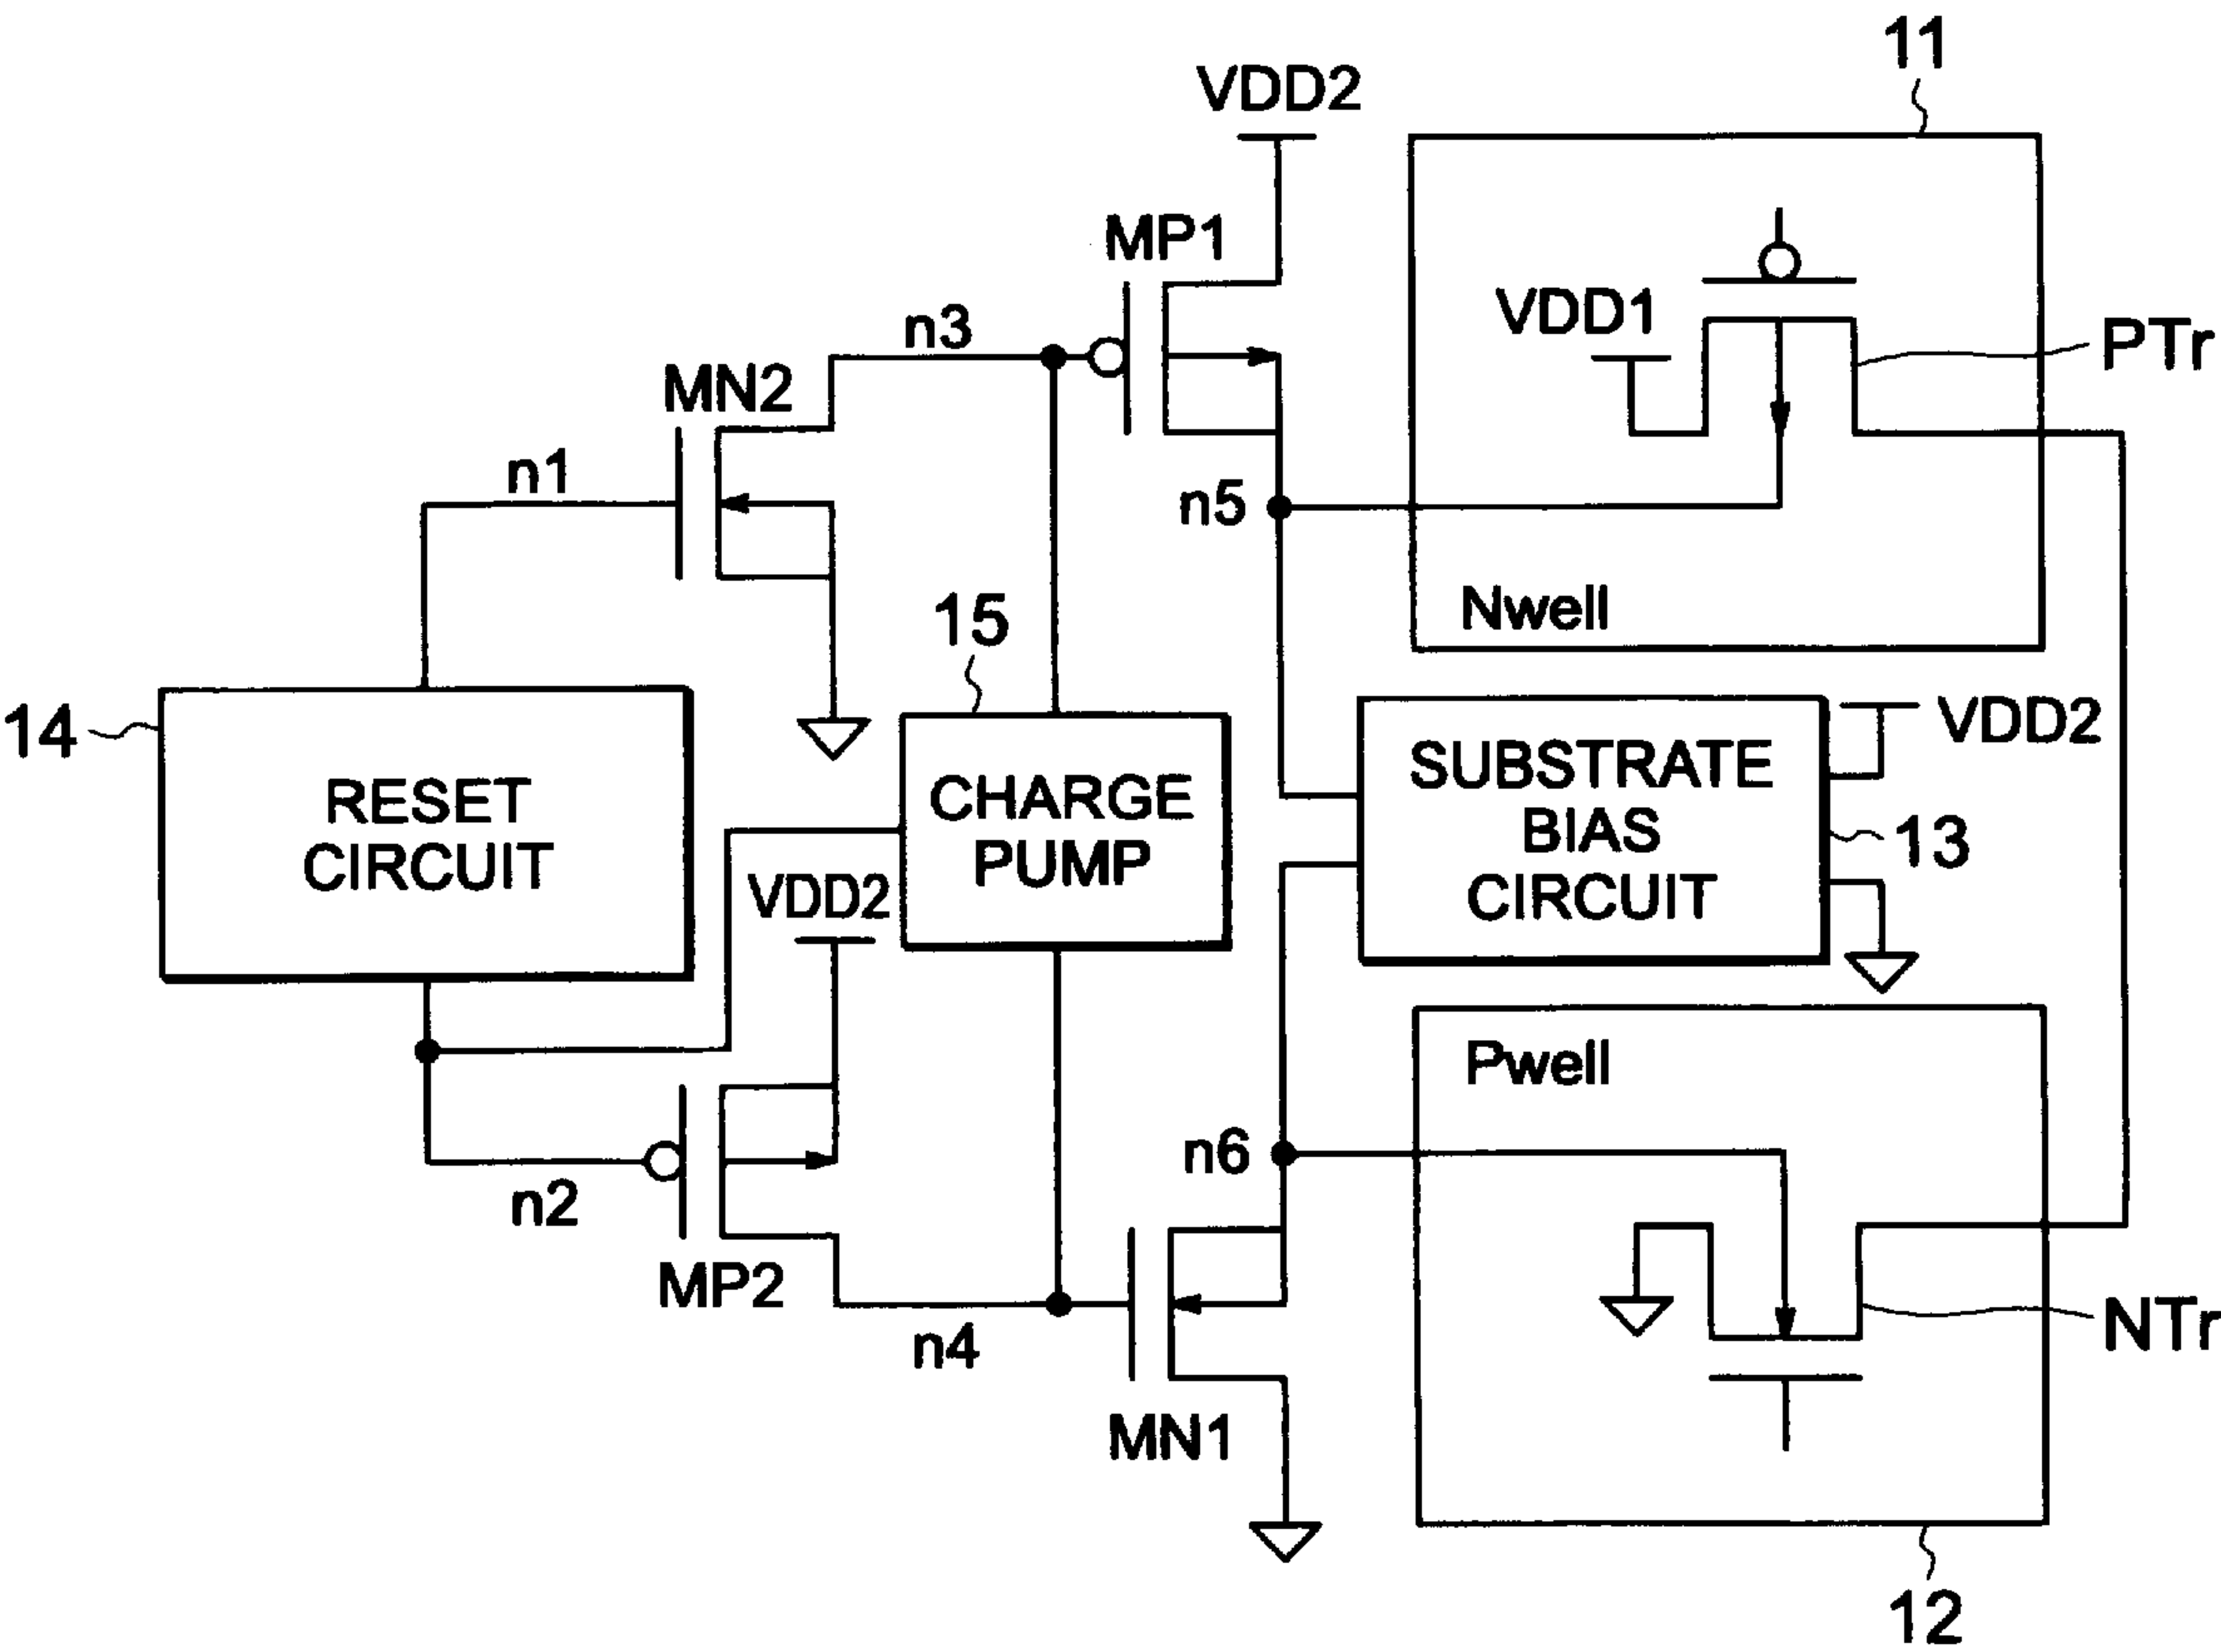 11
VDD2
MP1
VDD1
n3
PTr
MN2
n1
n5
Nwell
15
14
VDD2
RESET
CIRCUIT
CHARGE
PUMP
SUBSTRATE
BIAS
CIRCUIT
13
VDD2
Pwell
n6
n2
MP2
n4
NTr
MN1
12